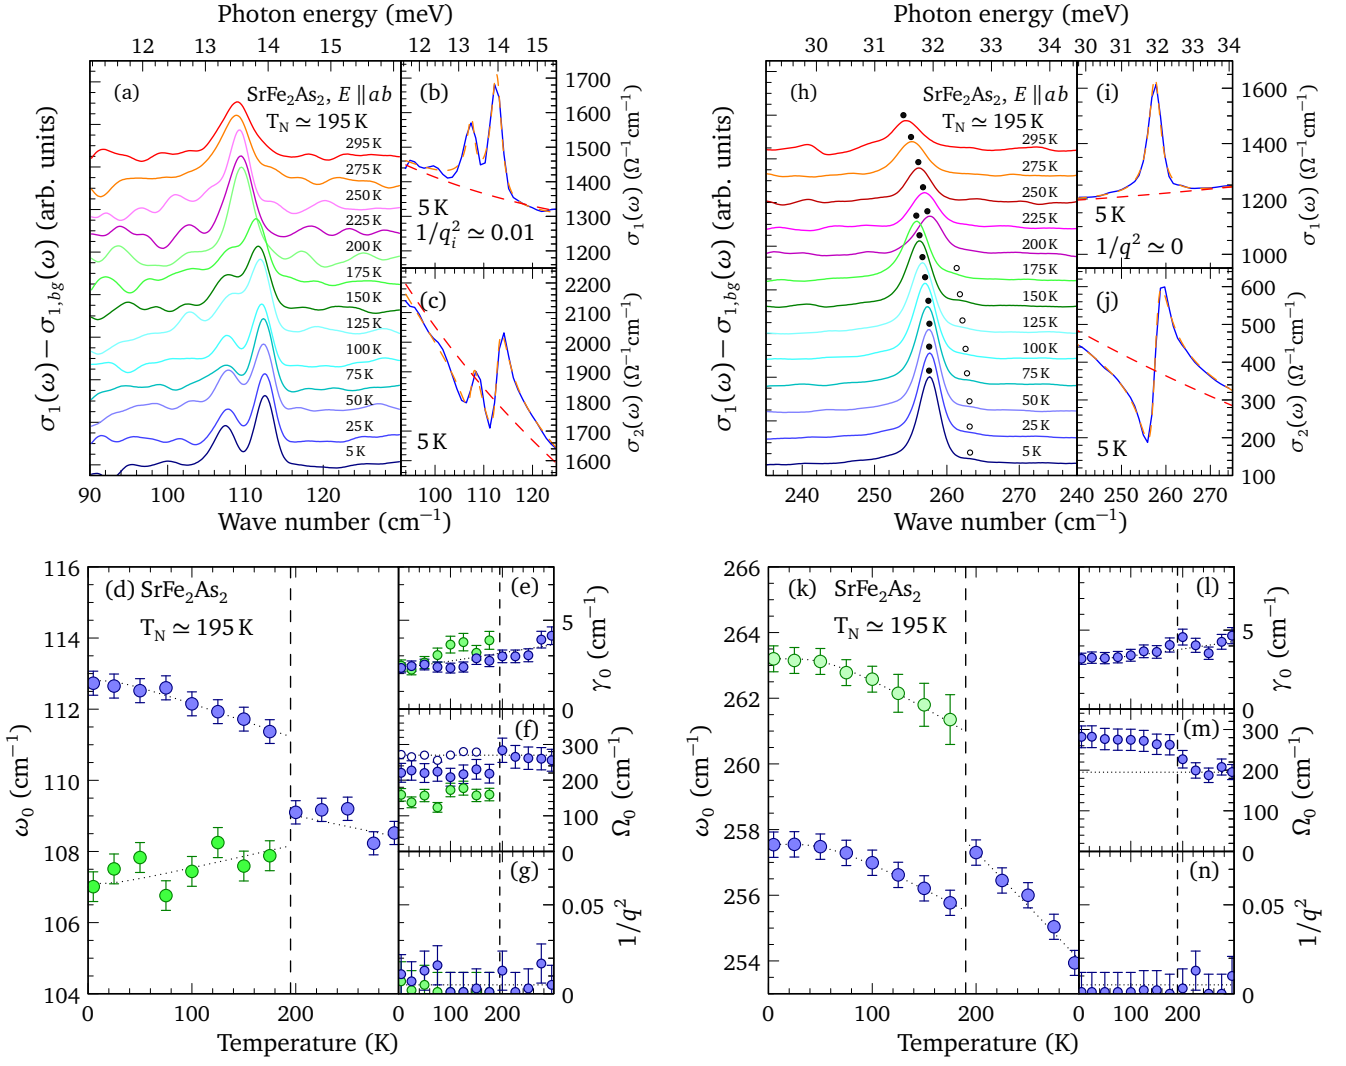 Photon energy (meV)
12 13 14 15
12 13 14 15
(a)
SrFe₂As₂, E ∥ ab
T_N ≃ 195 K
295 K
275 K
250 K
225 K
200 K
175 K
150 K
125 K
100 K
75 K
50 K
25 K
5 K
σ₁(ω) − σ₁,bg(ω) (arb. units)
90 100 110 120
(b)
5 K
1/qᵢ² ≃ 0.01
1700
1600
1500
1400
1300
1200
σ₁(ω) (Ω⁻¹cm⁻¹)
(c)
5 K
2200
2100
2000
1900
1800
1700
1600
σ₂(ω) (Ω⁻¹cm⁻¹)
100 110 120
Wave number (cm⁻¹)
Photon energy (meV)
30 31 32 33 34
30 31 32 33 34
(h)
SrFe₂As₂, E ∥ ab
T_N ≃ 195 K
295 K
275 K
250 K
225 K
200 K
175 K
150 K
125 K
100 K
75 K
50 K
25 K
5 K
σ₁(ω) − σ₁,bg(ω) (arb. units)
240 250 260 270
(i)
5 K
1/q² ≃ 0
1600
1400
1200
1000
σ₁(ω) (Ω⁻¹cm⁻¹)
(j)
5 K
600
500
400
300
200
100
σ₂(ω) (Ω⁻¹cm⁻¹)
240 250 260 270
Wave number (cm⁻¹)
(d) SrFe₂As₂
T_N ≃ 195 K
116
114
112
110
108
106
104
ω₀ (cm⁻¹)
0 100 200
(e)
5
0
γ₀ (cm⁻¹)
(f)
300
200
100
0
Ω₀ (cm⁻¹)
(g)
0.05
0
1/q²
0 100 200
Temperature (K)
(k) SrFe₂As₂
T_N ≃ 195 K
266
264
262
260
258
256
254
ω₀ (cm⁻¹)
0 100 200
(l)
5
0
γ₀ (cm⁻¹)
(m)
300
200
100
0
Ω₀ (cm⁻¹)
(n)
0.05
0
1/q²
0 100 200
Temperature (K)